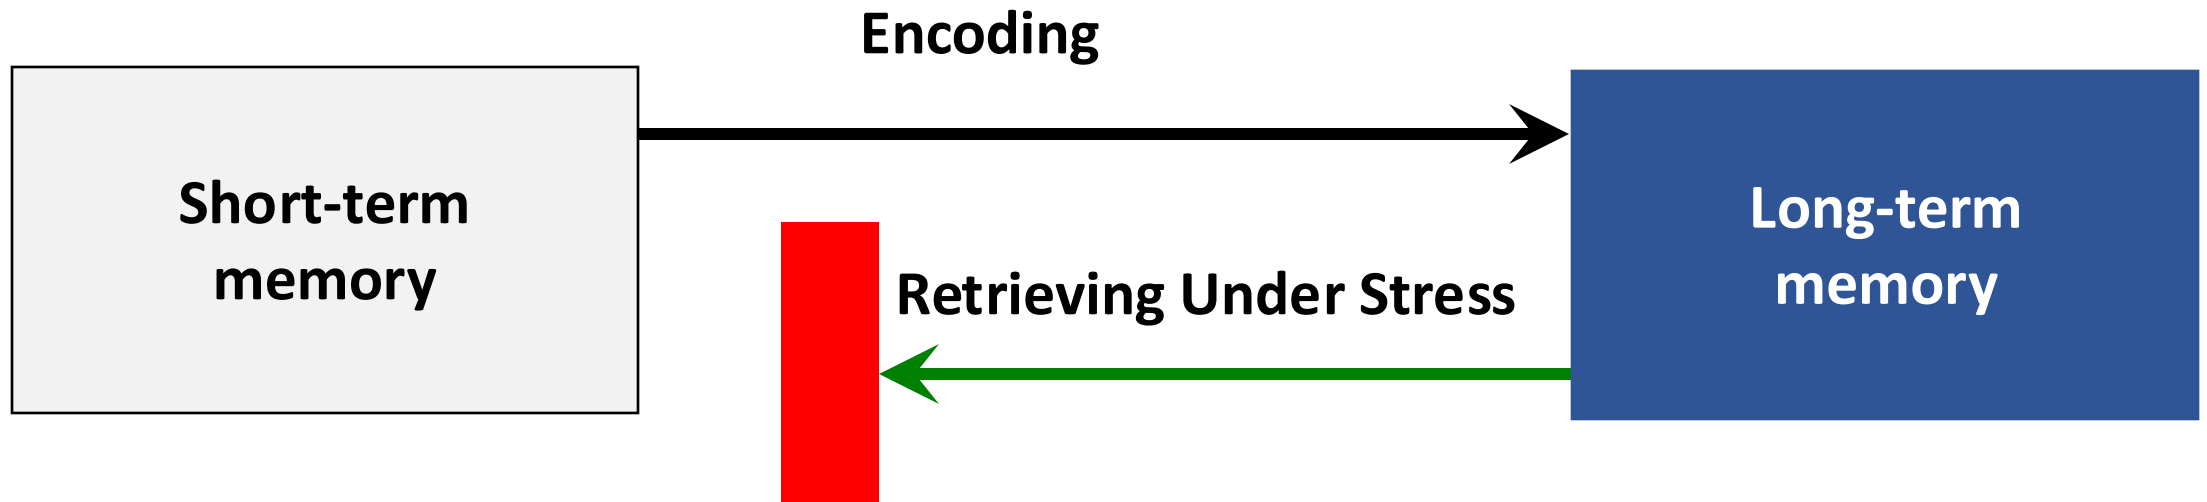 Encoding
Short-term
memory
Retrieving Under Stress
Long-term
memory